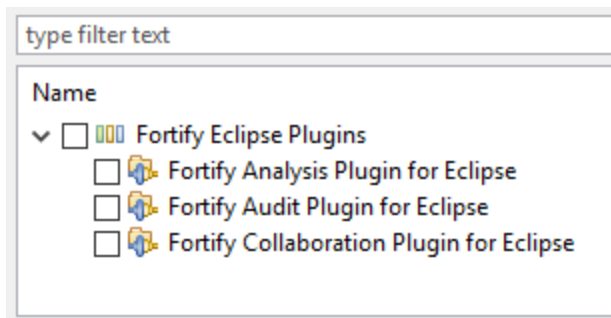 type filter text
Name
Fortify Eclipse Plugins
Fortify Analysis Plugin for Eclipse
Fortify Audit Plugin for Eclipse
Fortify Collaboration Plugin for Eclipse